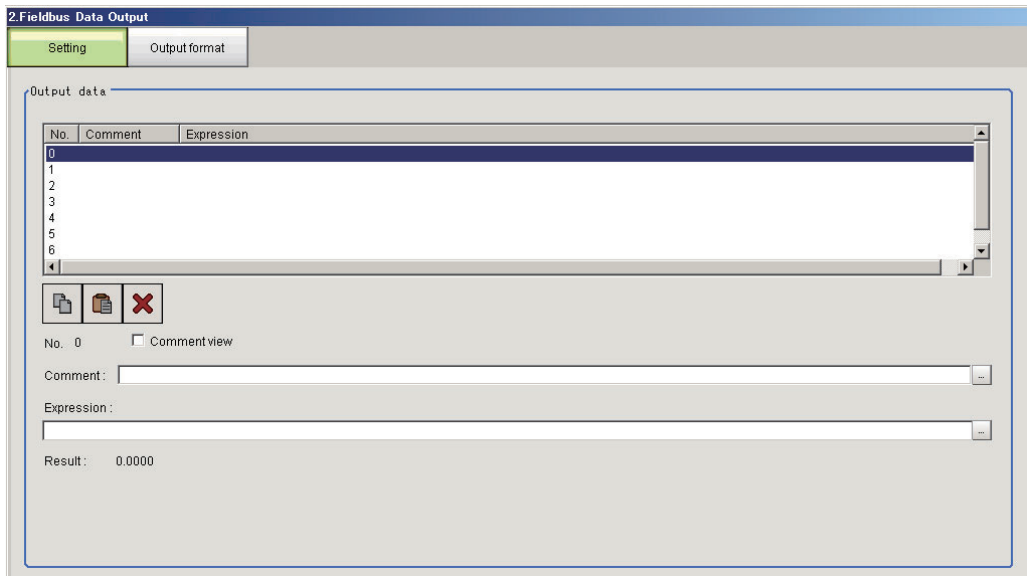 2.Fieldbus Data Output
Setting Output format
Output data
No. Comment Expression
0
1
2
3
4
5
6
No. 0 Comment view
Comment : ...
Expression :
...
Result : 0.0000